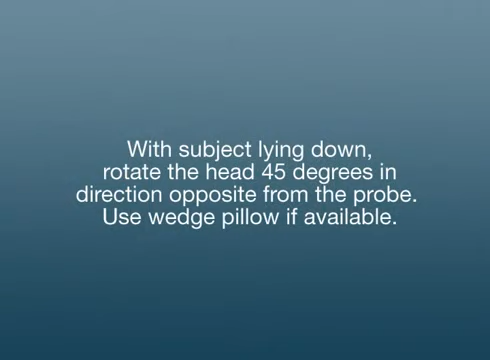 With subject lying down,
rotate the head 45 degrees in
direction opposite from the probe.
Use wedge pillow if available.